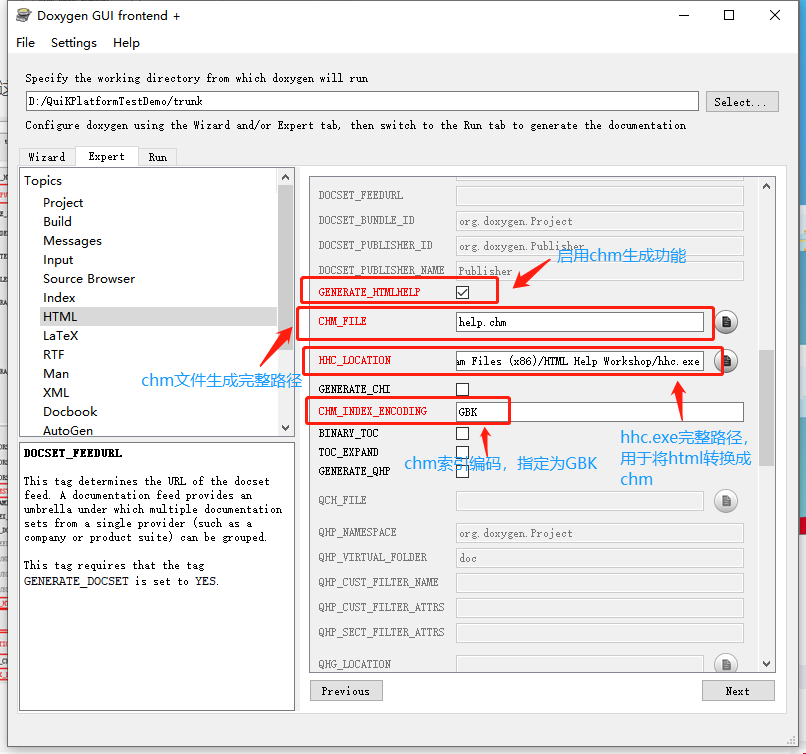 Doxygen GUI frontend +
File Settings Help
Specify the working directory from which doxygen will run
D:/QuiKPlatformTestDemo/trunk
Select...
Configure doxygen using the Wizard and/or Expert tab, then switch to the Run tab to generate the documentation
Wizard Expert Run
Topics
Project
Build
Messages
Input
Source Browser
Index
HTML
LaTeX
RTF
Man
XML
Docbook
AutoGen
DOCSET_FEEDURL
This tag determines the URL of the docset
feed. A documentation feed provides an
umbrella under which multiple documentation
sets from a single provider (such as a
company or product suite) can be grouped.
This tag requires that the tag
GENERATE_DOCSET is set to YES.
DOCSET_FEEDURL
DOCSET_BUNDLE_ID org.doxygen.Project
DOCSET_PUBLISHER_ID org.doxygen.Publisher
DOCSET_PUBLISHER_NAME Publisher
启用chm生成功能
GENERATE_HTMLHELP
CHM_FILE help.chm
chm文件生成完整路径
HHC_LOCATION am Files (x86)/HTML Help Workshop/hhc.exe
GENERATE_CHI
CHM_INDEX_ENCODING GBK
BINARY_TOC
TOC_EXPAND
GENERATE_QHP
chm索引编码，指定为GBK
hhc.exe完整路径，
用于将html转换成
chm
QCH_FILE
QHP_NAMESPACE org.doxygen.Project
QHP_VIRTUAL_FOLDER doc
QHP_CUST_FILTER_NAME
QHP_CUST_FILTER_ATTRS
QHP_SECT_FILTER_ATTRS
QHG_LOCATION
Previous Next